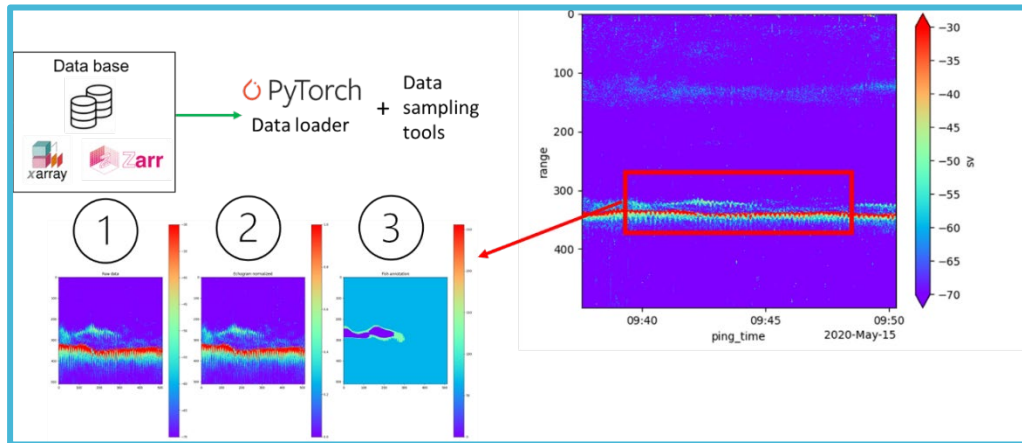 Data base
xarray
Zarr
PyTorch
Data loader
+
Data
sampling
tools
1
2
3
Raw data
Echogram normalized
Fish annotation
0
100
200
300
400
range
09:40
09:45
09:50
ping_time
2020-May-15
−30
−35
−40
−45
−50
−55
−60
−65
−70
sv